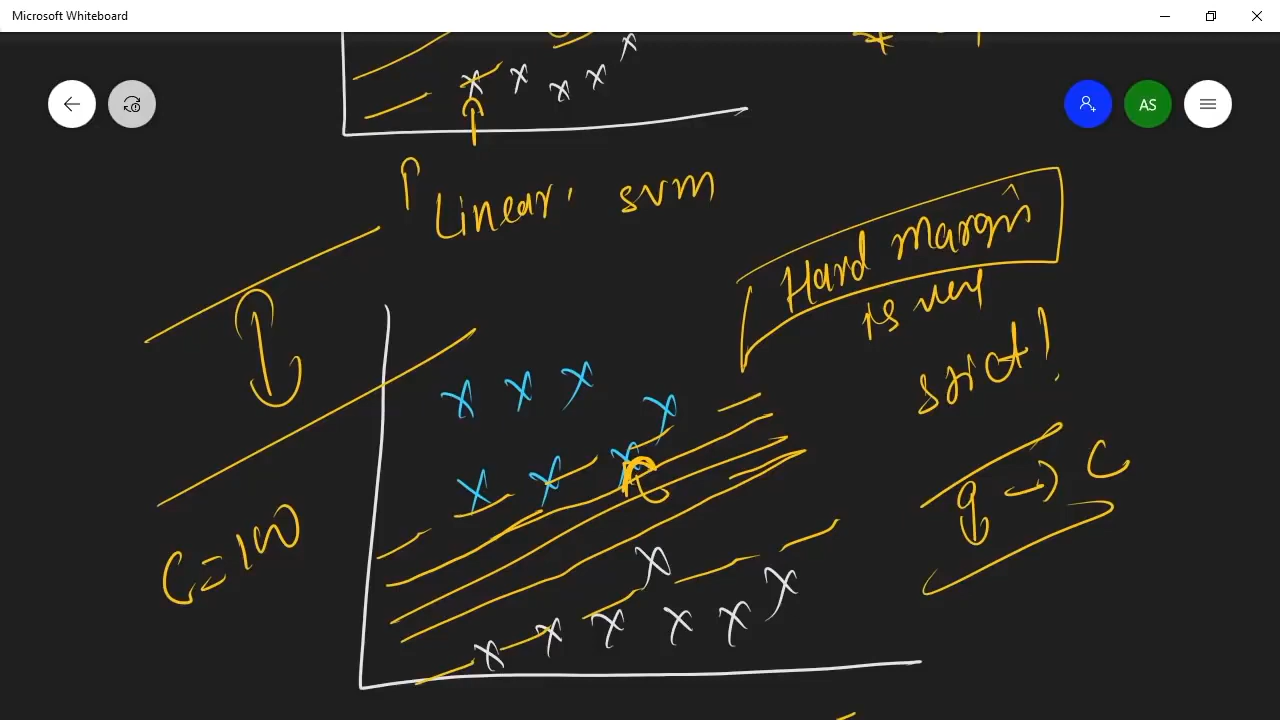 Microsoft Whiteboard
AS
Linear. svm
Hard margin
is very
strict!
C=100
→ C